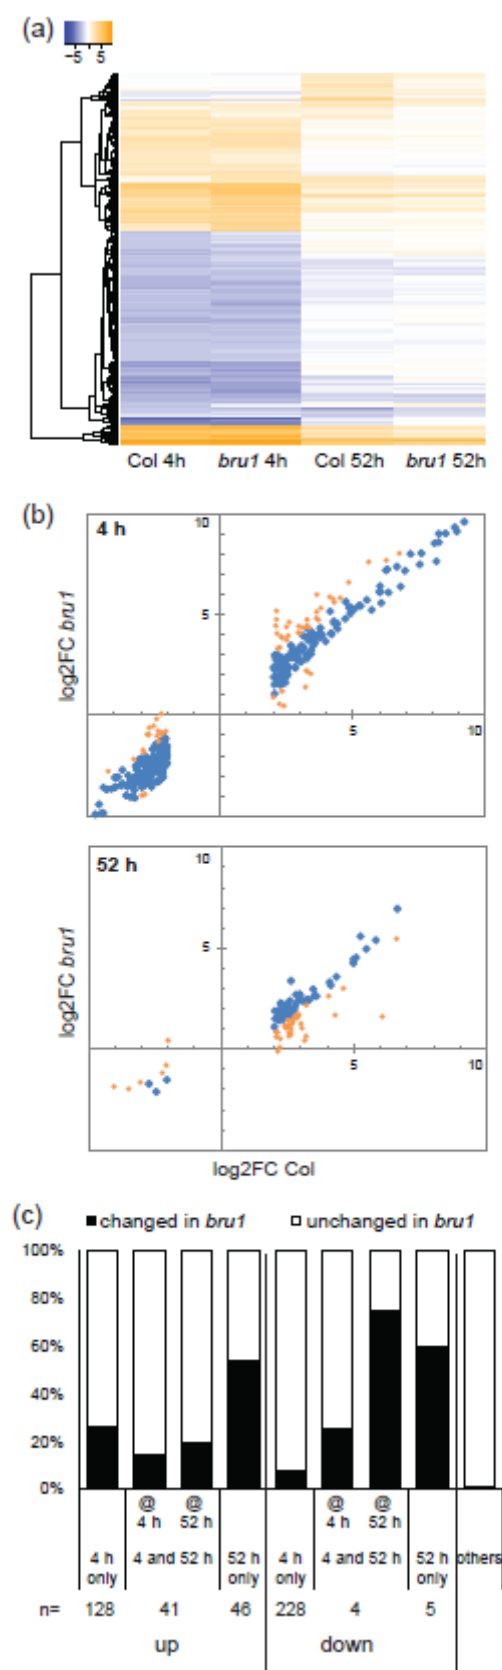 (a)
−5 5
Col 4h bru1 4h Col 52h bru1 52h
(b)
4 h
10
5
5
10
log2FC bru1
52 h
10
5
5
10
log2FC bru1
log2FC Col
(c)
changed in bru1 unchanged in bru1
100%
80%
60%
40%
20%
0%
@ @ @ @
4 h 52 h 4 h 52 h
4 h 4 and 52 h 52 h 4 h 4 and 52 h 52 h others
only only only only
n= 128 41 46 228 4 5
up down